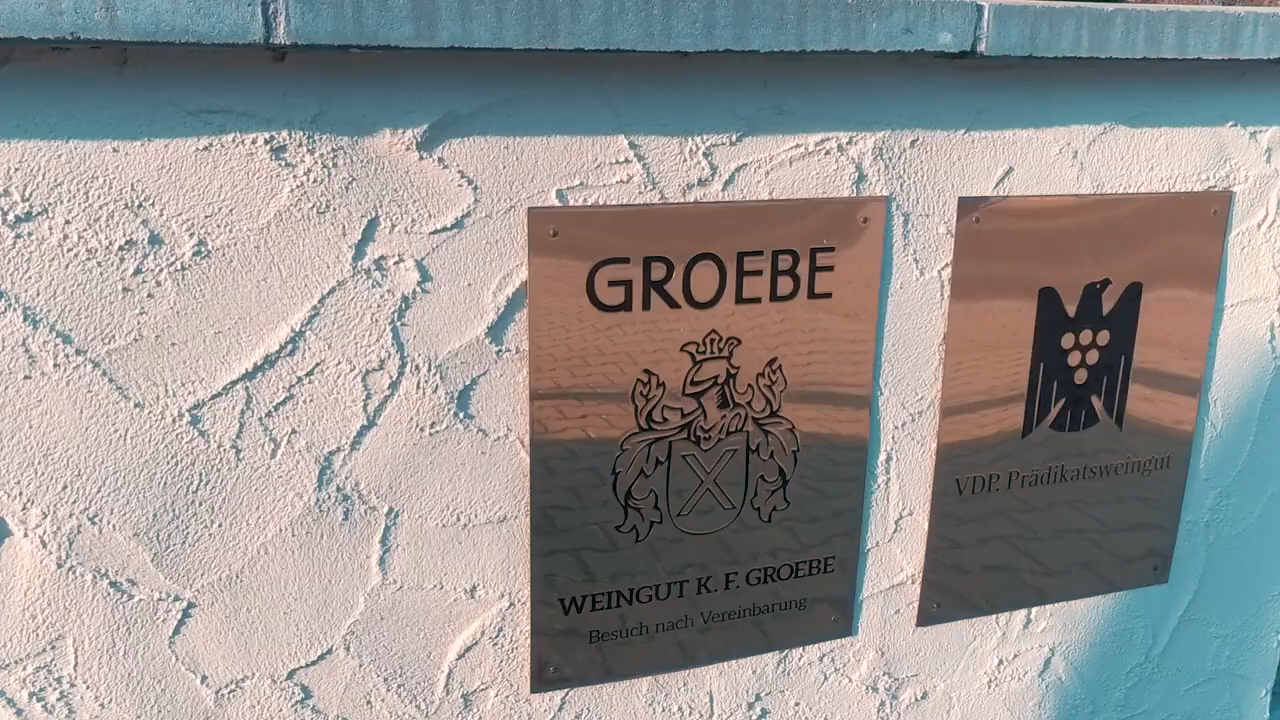 GROEBE
X
WEINGUT K. F. GROEBE
Besuch nach Vereinbarung
VDP. Prädikatsweingut